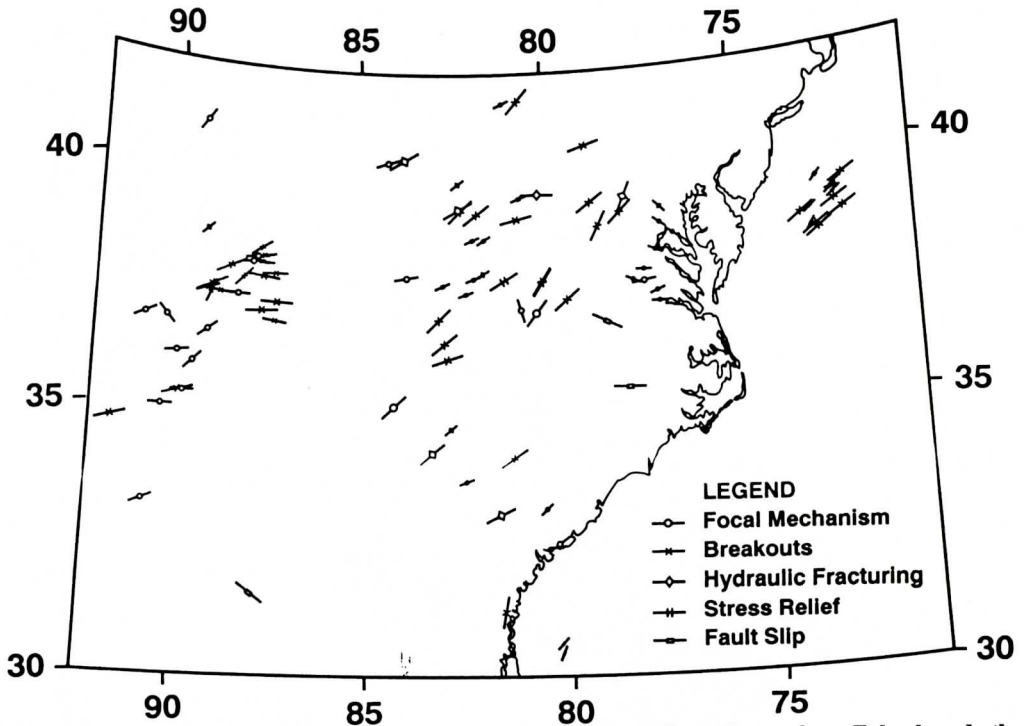 90 85 80 75
40 40
35 35
LEGEND
Focal Mechanism
Breakouts
Hydraulic Fracturing
Stress Relief
Fault Slip
30 30
90 85 80 75